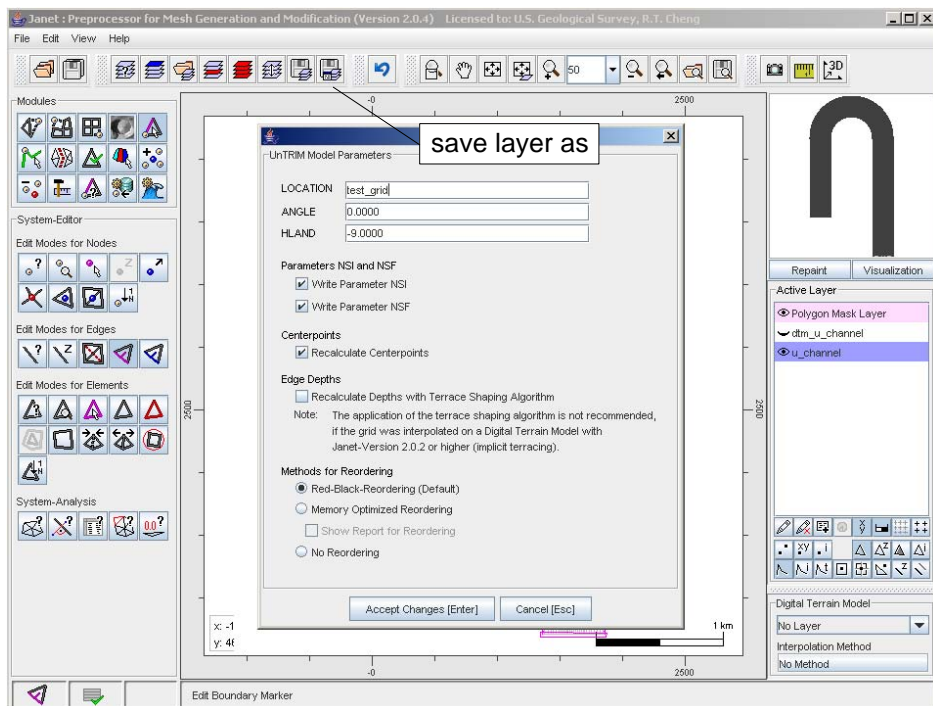 Janet : Preprocessor for Mesh Generation and Modification (Version 2.0.4) Licensed to: U.S. Geological Survey, R.T. Cheng
File Edit View Help
50
3D
save layer as
Modules
System-Editor
Edit Modes for Nodes
Edit Modes for Edges
Edit Modes for Elements
System-Analysis
-0
2500
2500
2500
UnTRIM Model Parameters
LOCATION test_grid
ANGLE 0.0000
HLAND -9.0000
Parameters NSI and NSF
Write Parameter NSI
Write Parameter NSF
Centerpoints
Recalculate Centerpoints
Edge Depths
Recalculate Depths with Terrace Shaping Algorithm
Note: The application of the terrace shaping algorithm is not recommended,
if the grid was interpolated on a Digital Terrain Model with
Janet-Version 2.0.2 or higher (implicit terracing).
Methods for Reordering
Red-Black-Reordering (Default)
Memory Optimized Reordering
Show Report for Reordering
No Reordering
Accept Changes [Enter]
Cancel [Esc]
x: -1
y: 46
1 km
-0
2500
Repaint
Visualization
Active Layer
Polygon Mask Layer
dtm_u_channel
u_channel
Digital Terrain Model
No Layer
Interpolation Method
No Method
Edit Boundary Marker